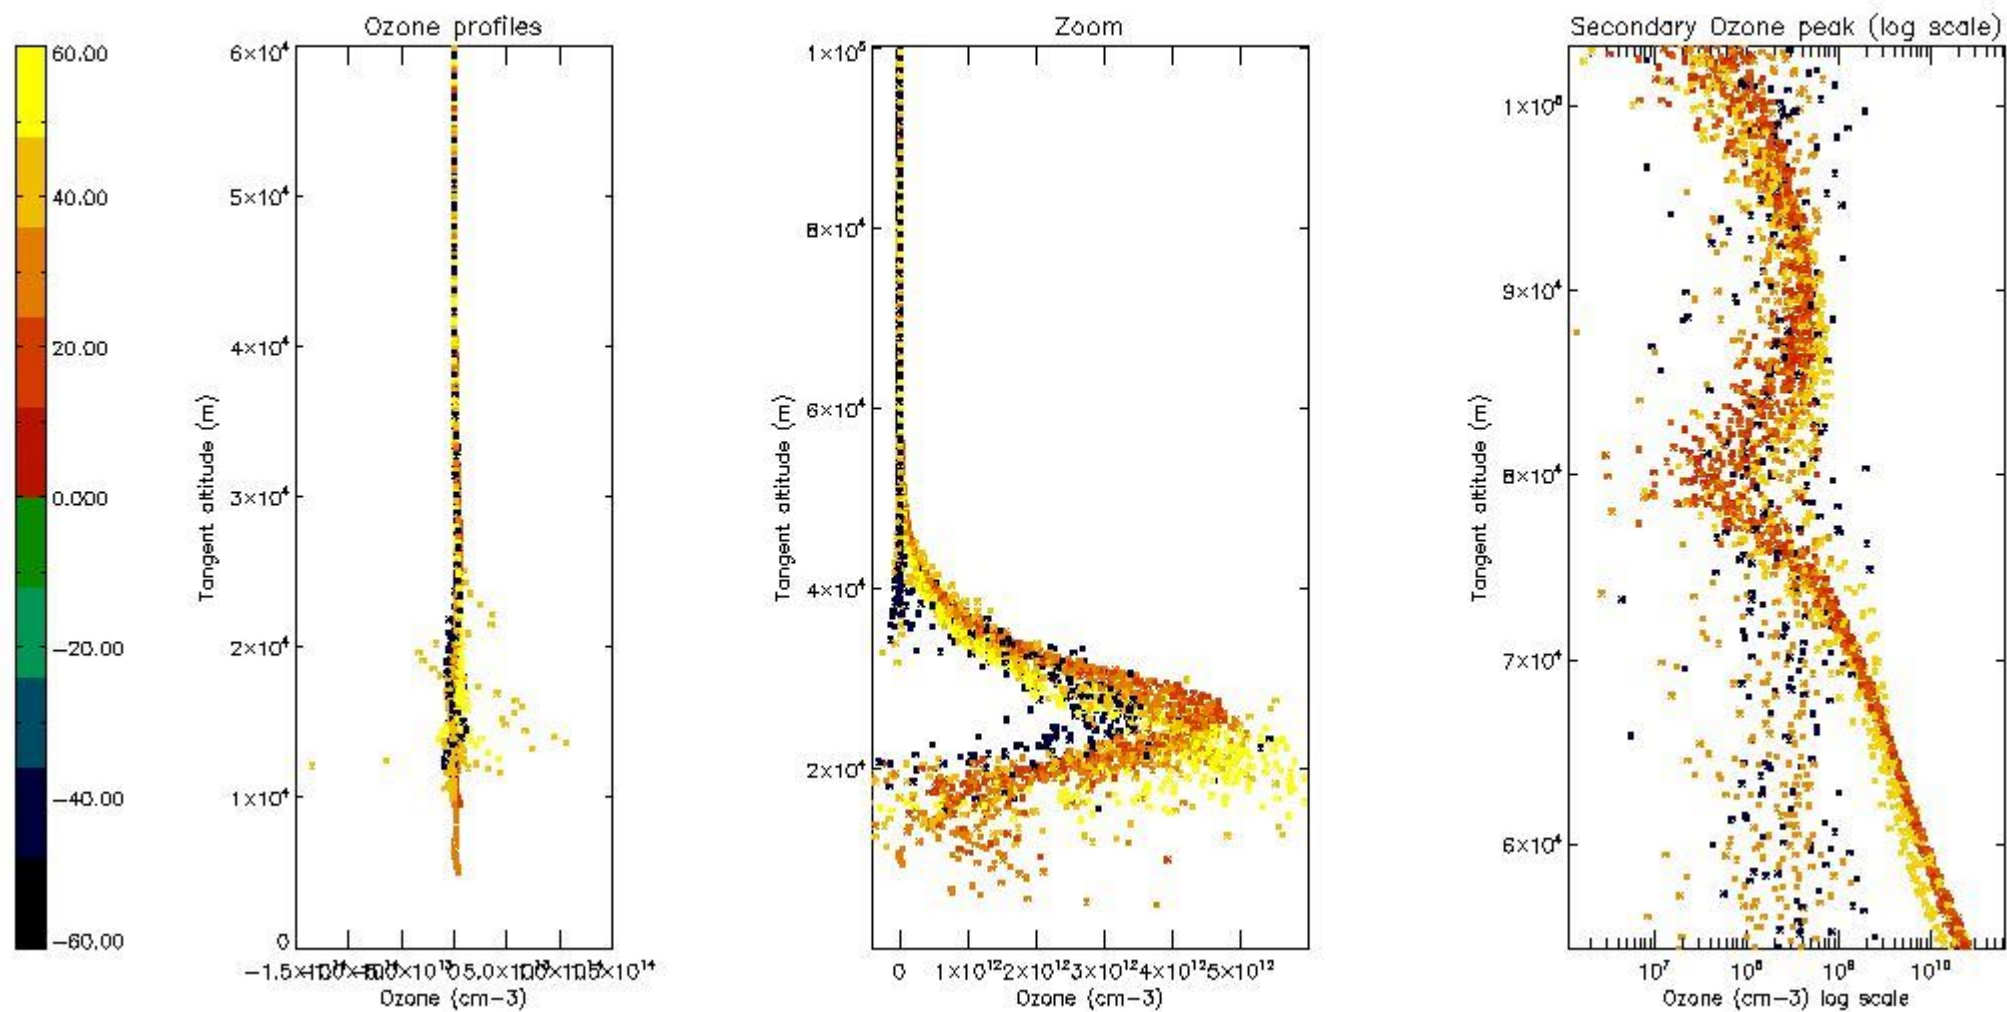 Ozone profiles
Zoom
Secondary Ozone peak (log scale)
60.00
40.00
20.00
0.000
-20.00
-40.00
-60.00
6×10⁴
5×10⁴
4×10⁴
3×10⁴
2×10⁴
1×10⁴
0
Tangent altitude (m)
Ozone (cm-3)
1×10⁵
8×10⁴
6×10⁴
4×10⁴
2×10⁴
Tangent altitude (m)
0 1×10¹² 2×10¹² 3×10¹² 4×10¹² 5×10¹²
Ozone (cm-3)
9×10⁴
8×10⁴
7×10⁴
6×10⁴
Tangent altitude (m)
10⁷ 10⁸ 10⁹ 10¹⁰
Ozone (cm-3) log scale